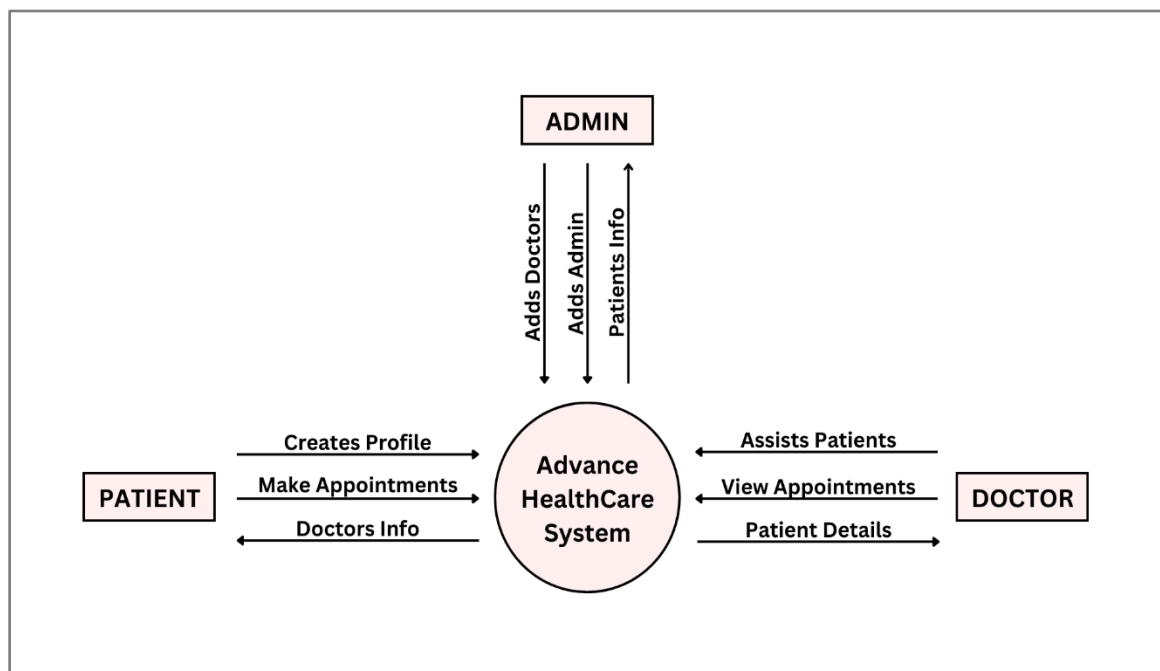 ADMIN
Adds Doctors
Adds Admin
Patients Info
Creates Profile
Make Appointments
Doctors Info
PATIENT
Advance
HealthCare
System
Assists Patients
View Appointments
Patient Details
DOCTOR